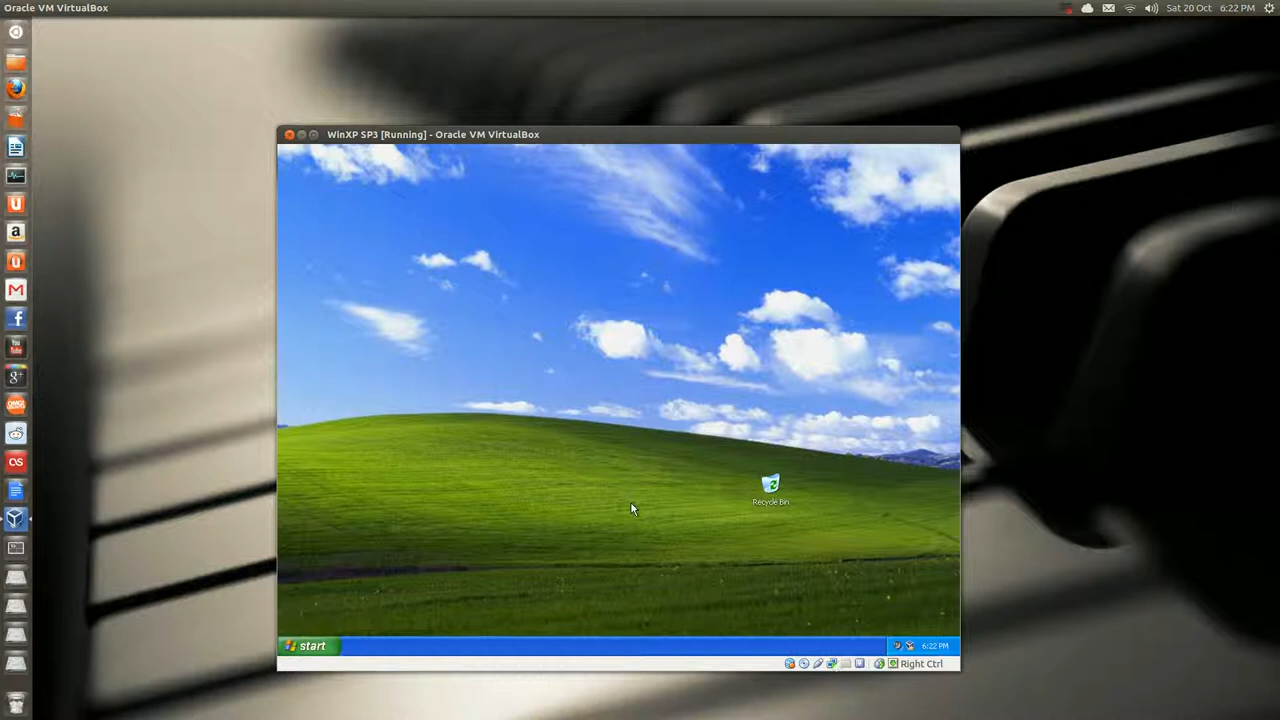 Oracle VM VirtualBox
Sat 20 Oct 6:22 PM
WinXP SP3 [Running] - Oracle VM VirtualBox
Recycle Bin
start
6:22 PM
Right Ctrl